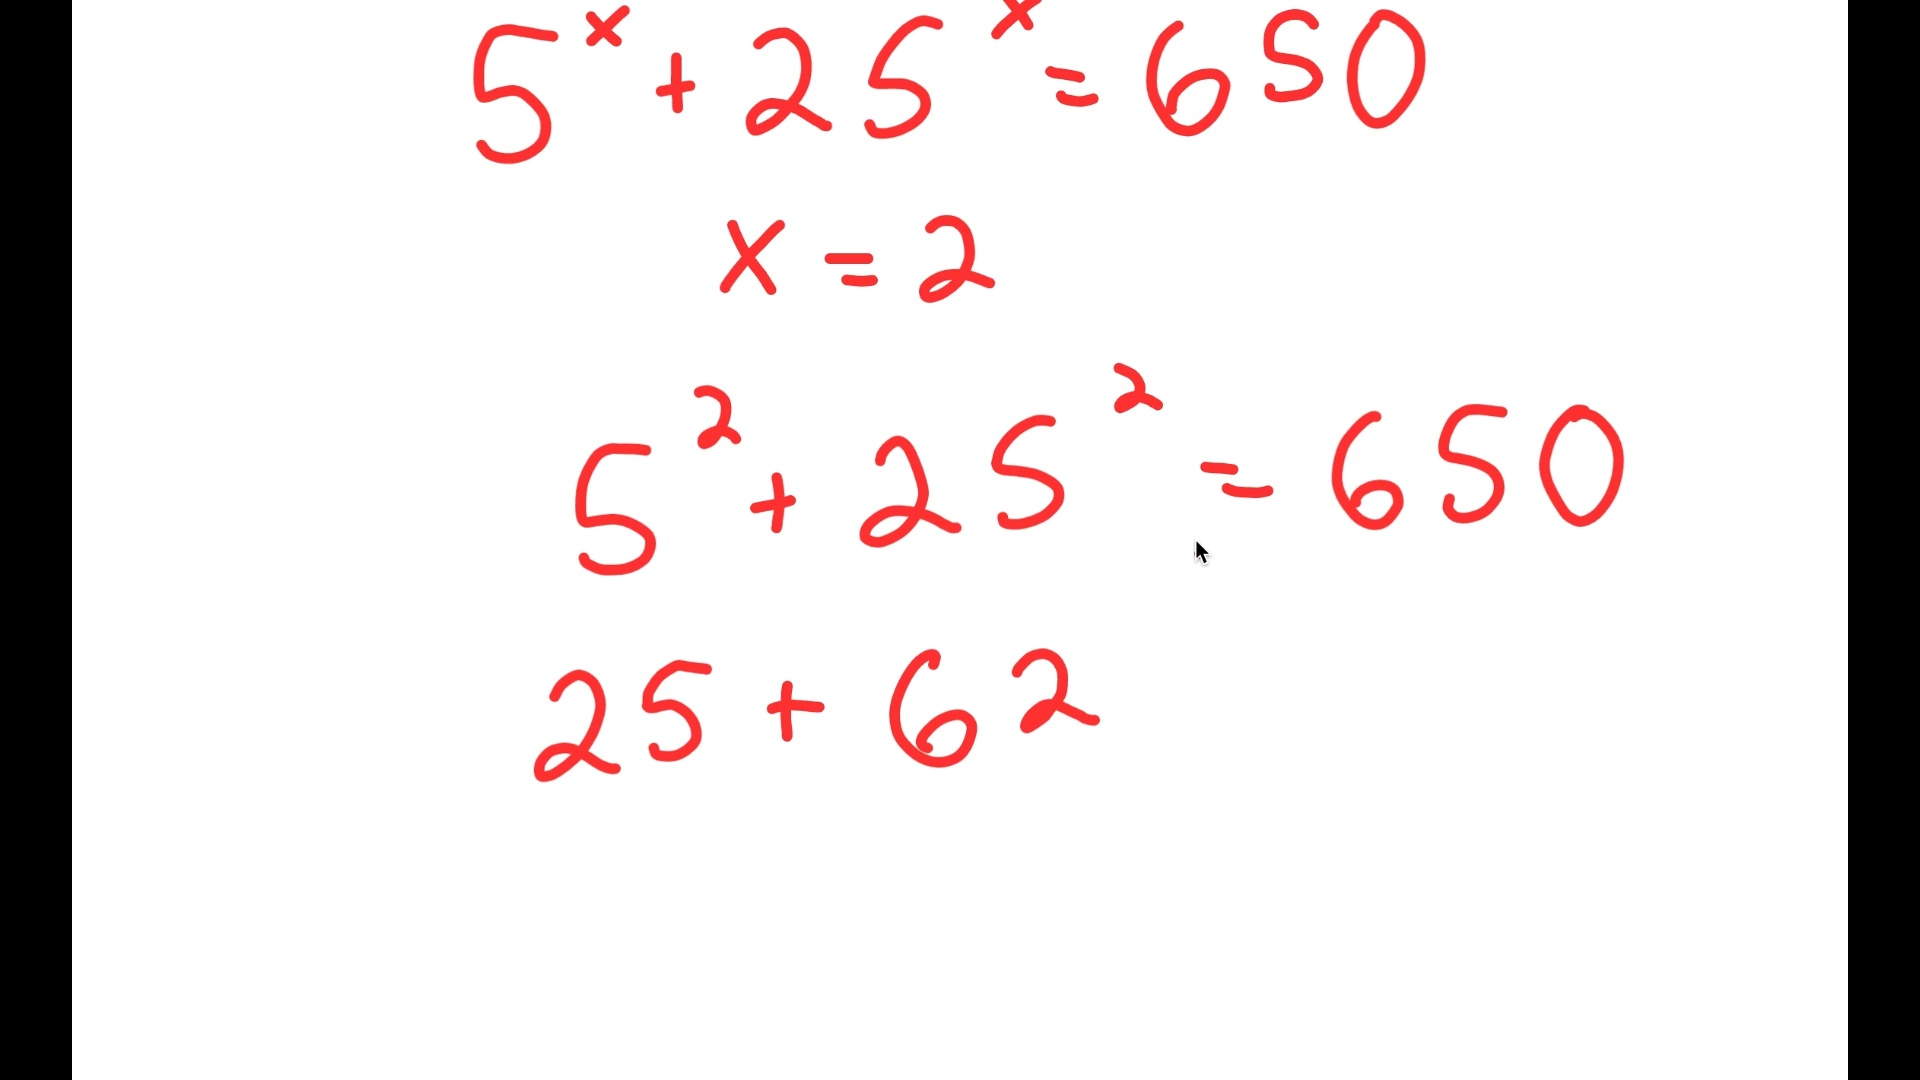 5^x + 25^x = 650
x = 2
5^2 + 25^2 = 650
25 + 62